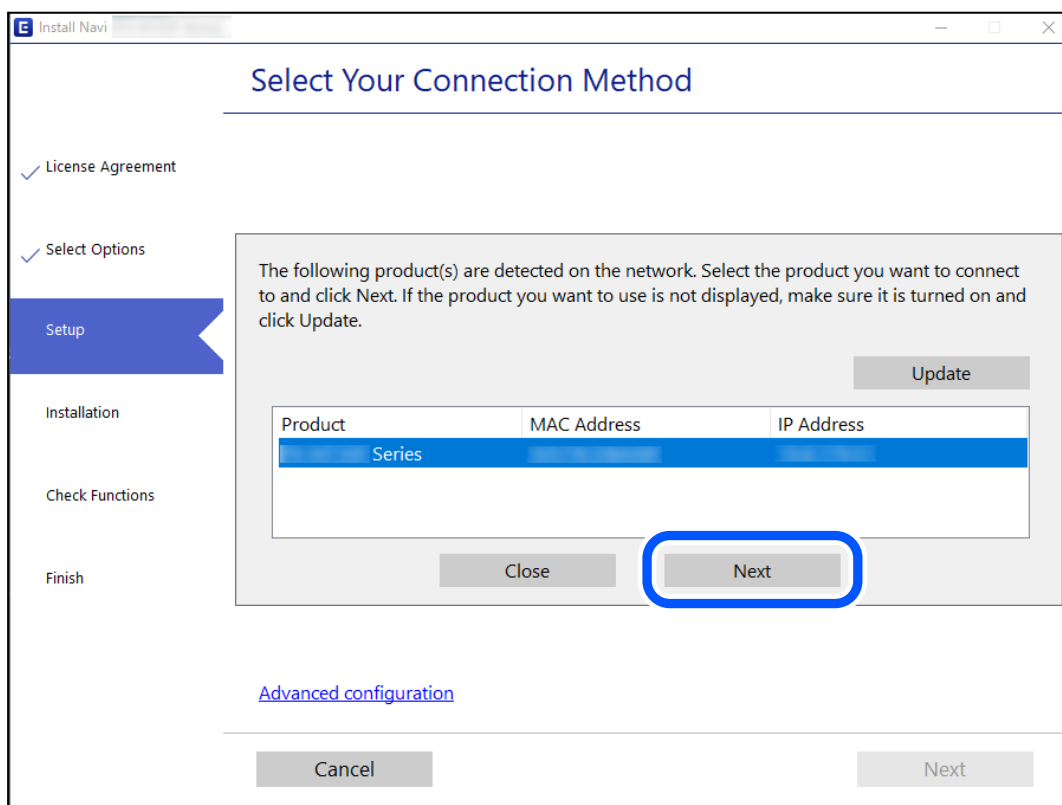 E Install Navi
Select Your Connection Method
License Agreement
Select Options
Setup
Installation
Check Functions
Finish
The following product(s) are detected on the network. Select the product you want to connect
to and click Next. If the product you want to use is not displayed, make sure it is turned on and
click Update.
Update
Product MAC Address IP Address
Series
Close Next
Advanced configuration
Cancel Next